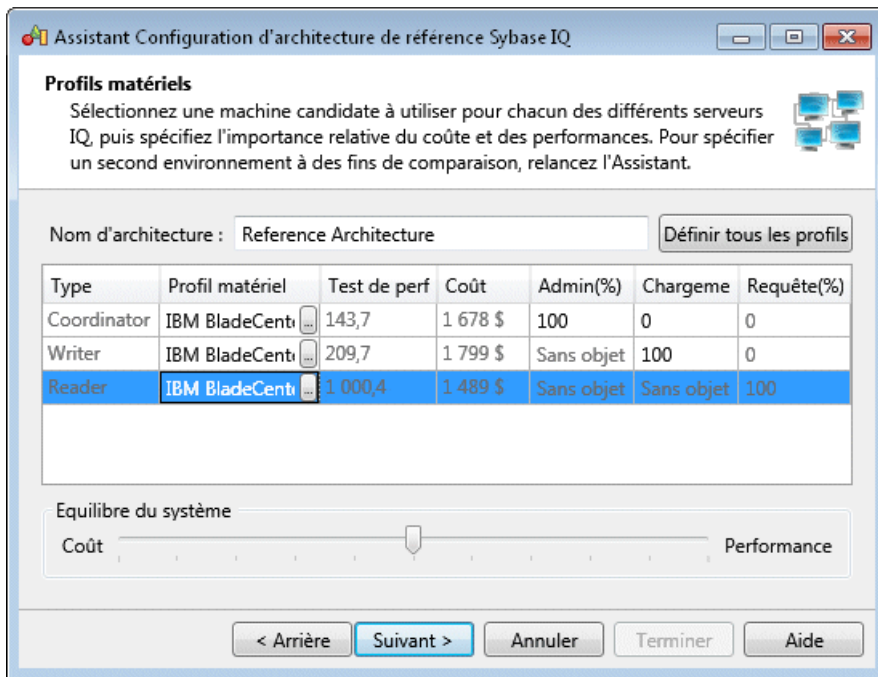 Assistant Configuration d'architecture de référence Sybase IQ
Profils matériels
Sélectionnez une machine candidate à utiliser pour chacun des différents serveurs
IQ, puis spécifiez l'importance relative du coûte et des performances. Pour spécifier
un second environnement à des fins de comparaison, relancez l'Assistant.
Nom d'architecture : Reference Architecture Définir tous les profils
Type Profil matériel Test de perf Coût Admin(%) Chargeme Requête(%)
Coordinator IBM BladeCente ... 143,7 1 678 $ 100 0 0
Writer IBM BladeCente ... 209,7 1 799 $ Sans objet 100 0
Reader IBM BladeCente ... 1 000,4 1 489 $ Sans objet Sans objet 100
Equilibre du système
Coût Performance
< Arrière Suivant > Annuler Terminer Aide